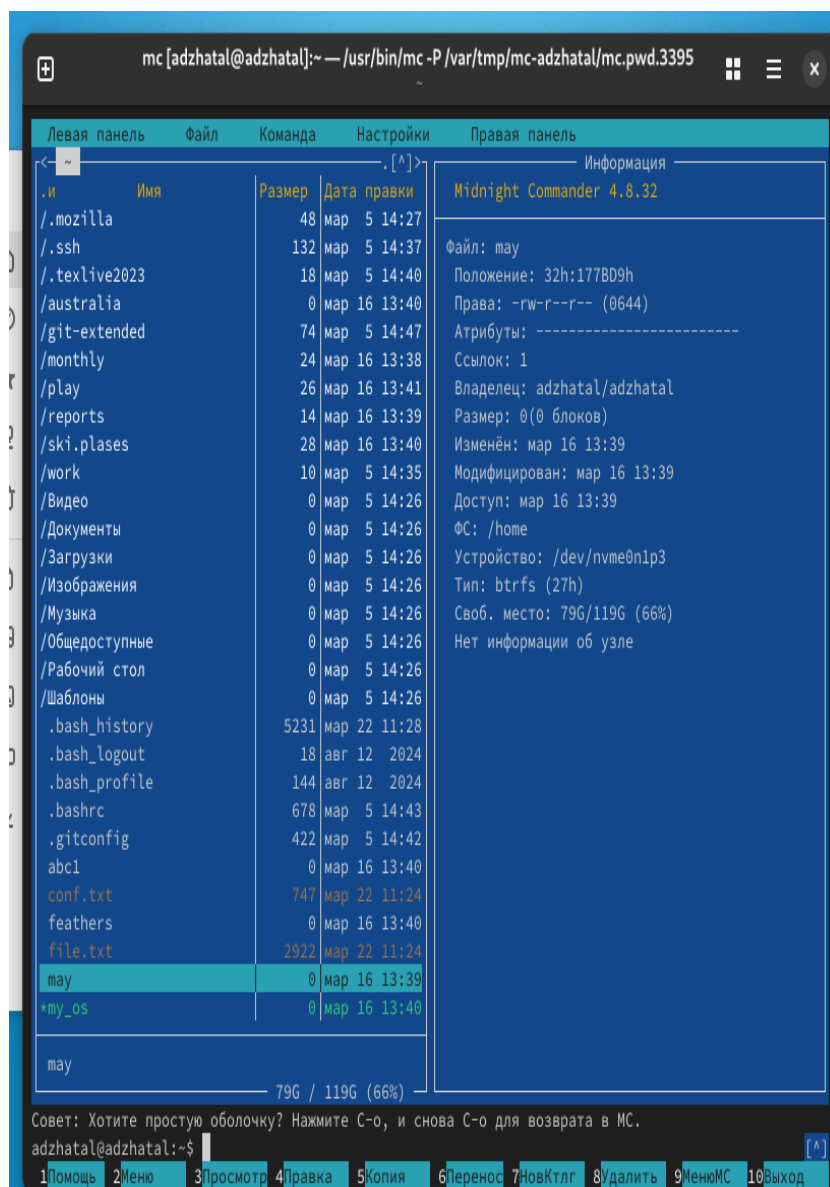 mc [adzhatal@adzhatal]:~ — /usr/bin/mc -P /var/tmp/mc-adzhatal/mc.pwd.3395
~
Левая панель Файл Команда Настройки Правая панель
<— ~ .[^]>
.и Имя Размер Дата правки
/.mozilla 48 мар 5 14:27
/.ssh 132 мар 5 14:37
/.texlive2023 18 мар 5 14:40
/australia 0 мар 16 13:40
/git-extended 74 мар 5 14:47
/monthly 24 мар 16 13:38
/play 26 мар 16 13:41
/reports 14 мар 16 13:39
/ski.plases 28 мар 16 13:40
/work 10 мар 5 14:35
/Видео 0 мар 5 14:26
/Документы 0 мар 5 14:26
/Загрузки 0 мар 5 14:26
/Изображения 0 мар 5 14:26
/Музыка 0 мар 5 14:26
/Общедоступные 0 мар 5 14:26
/Рабочий стол 0 мар 5 14:26
/Шаблоны 0 мар 5 14:26
.bash_history 5231 мар 22 11:28
.bash_logout 18 авг 12 2024
.bash_profile 144 авг 12 2024
.bashrc 678 мар 5 14:43
.gitconfig 422 мар 5 14:42
abc1 0 мар 16 13:40
conf.txt 747 мар 22 11:24
feathers 0 мар 16 13:40
file.txt 2922 мар 22 11:24
may 0 мар 16 13:39
*my_os 0 мар 16 13:40
may
79G / 119G (66%)
Информация
Midnight Commander 4.8.32
Файл: may
Положение: 32h:177BD9h
Права: -rw-r--r-- (0644)
Атрибуты: -------------------------
Ссылок: 1
Владелец: adzhatal/adzhatal
Размер: 0(0 блоков)
Изменён: мар 16 13:39
Модифицирован: мар 16 13:39
Доступ: мар 16 13:39
ФС: /home
Устройство: /dev/nvme0n1p3
Тип: btrfs (27h)
Своб. место: 79G/119G (66%)
Нет информации об узле
Совет: Хотите простую оболочку? Нажмите C-o, и снова C-o для возврата в MC.
adzhatal@adzhatal:~$ [^]
1Помощь 2Меню 3Просмотр 4Правка 5Копия 6Перенос 7НовКтлг 8Удалить 9МенюMC 10Выход